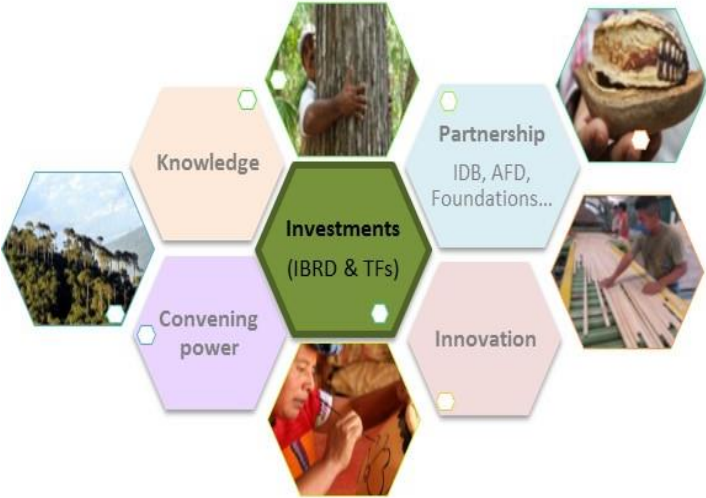 Knowledge
Partnership
IDB, AFD,
Foundations...
Investments
(IBRD & TFs)
Convening
power
Innovation